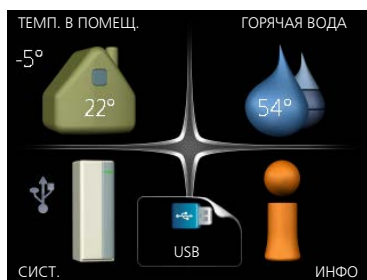 ТЕМП. В ПОМЕЩ.
ГОРЯЧАЯ ВОДА
-5°
22°
54°
USB
СИСТ.
ИНФО